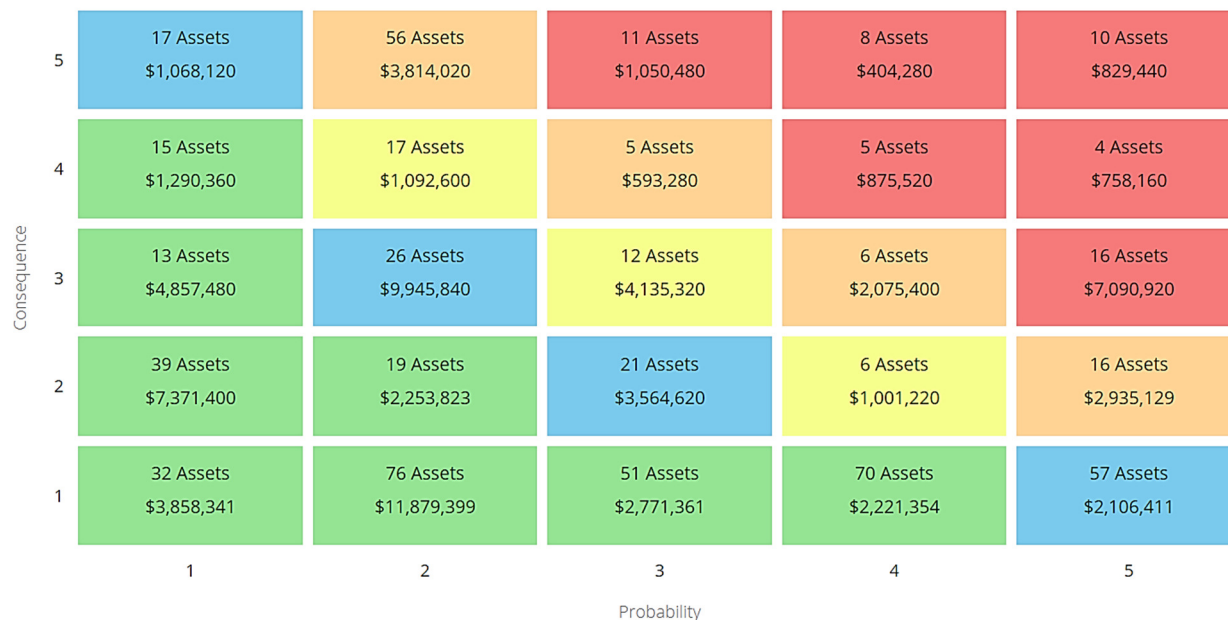 17 Assets
$1,068,120
56 Assets
$3,814,020
11 Assets
$1,050,480
8 Assets
$404,280
10 Assets
$829,440
5
15 Assets
$1,290,360
17 Assets
$1,092,600
5 Assets
$593,280
5 Assets
$875,520
4 Assets
$758,160
4
Consequence
13 Assets
$4,857,480
26 Assets
$9,945,840
12 Assets
$4,135,320
6 Assets
$2,075,400
16 Assets
$7,090,920
3
39 Assets
$7,371,400
19 Assets
$2,253,823
21 Assets
$3,564,620
6 Assets
$1,001,220
16 Assets
$2,935,129
2
32 Assets
$3,858,341
76 Assets
$11,879,399
51 Assets
$2,771,361
70 Assets
$2,221,354
57 Assets
$2,106,411
1
1
2
3
4
5
Probability